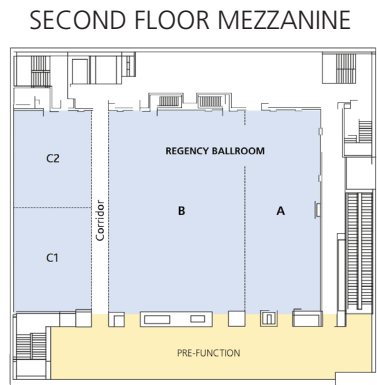 SECOND FLOOR MEZZANINE
C2
REGENCY BALLROOM
Corridor
B
A
C1
PRE-FUNCTION